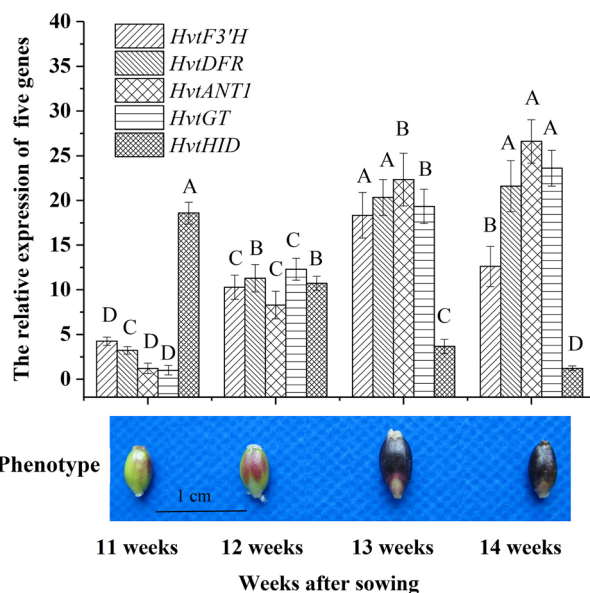 The relative expression of five genes
40
35
30
25
20
15
10
5
0
HvtF3'H
HvtDFR
HvtANT1
HvtGT
HvtHID
D
C
D
D
A
C
B
C
C
B
A
A
B
B
C
B
A
A
A
D
Phenotype
1 cm
11 weeks 12 weeks 13 weeks 14 weeks
Weeks after sowing